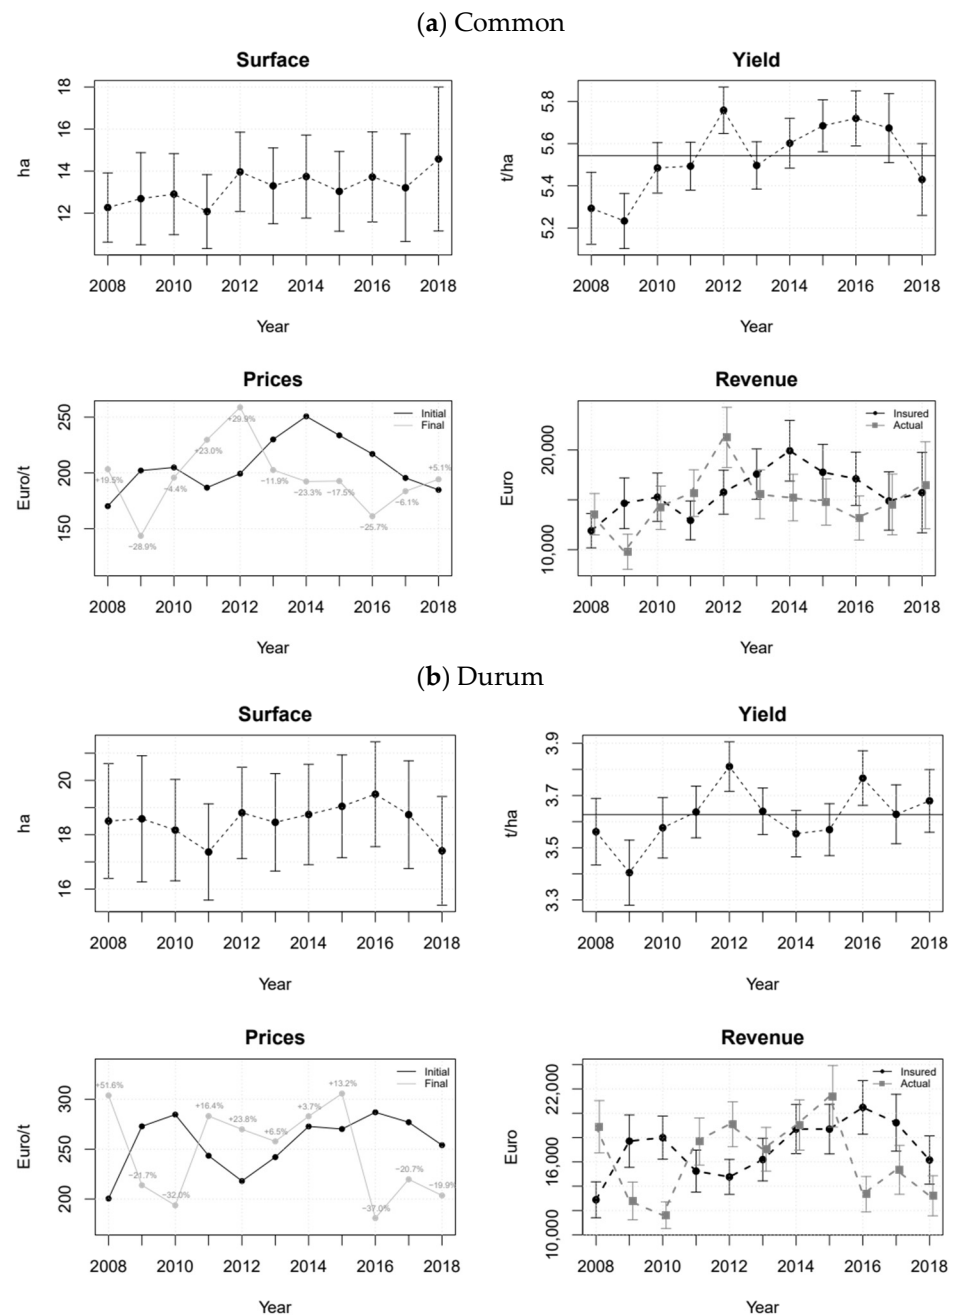 (a) Common
Surface
ha
18
16
14
12
2008 2010 2012 2014 2016 2018
Year
Yield
t/ha
5.8
5.6
5.4
5.2
2008 2010 2012 2014 2016 2018
Year
Prices
Euro/t
250
200
150
Initial
Final
+19.5%
−28.9%
−4.4%
+23.0%
+29.9%
−11.9%
−23.3%
−17.5%
−25.7%
−6.1%
+5.1%
2008 2010 2012 2014 2016 2018
Year
Revenue
Euro
20,000
10,000
Insured
Actual
2008 2010 2012 2014 2016 2018
Year
(b) Durum
Surface
ha
20
18
16
2008 2010 2012 2014 2016 2018
Year
Yield
t/ha
3.9
3.7
3.5
3.3
2008 2010 2012 2014 2016 2018
Year
Prices
Euro/t
300
250
200
Initial
Final
+51.6%
−21.7%
−32.0%
+16.4%
+23.8%
+6.5%
+3.7%
+13.2%
−37.0%
−20.7%
−19.9%
2008 2010 2012 2014 2016 2018
Year
Revenue
Euro
22,000
16,000
10,000
Insured
Actual
2008 2010 2012 2014 2016 2018
Year